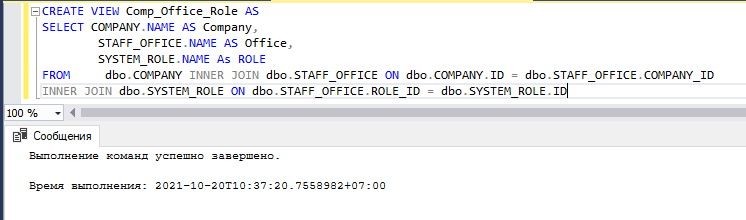 CREATE VIEW Comp_Office_Role AS
SELECT COMPANY.NAME AS Company,
STAFF_OFFICE.NAME AS Office,
SYSTEM_ROLE.NAME As ROLE
FROM dbo.COMPANY INNER JOIN dbo.STAFF_OFFICE ON dbo.COMPANY.ID = dbo.STAFF_OFFICE.COMPANY_ID
INNER JOIN dbo.SYSTEM_ROLE ON dbo.STAFF_OFFICE.ROLE_ID = dbo.SYSTEM_ROLE.ID
100 %
Сообщения
Выполнение команд успешно завершено.
Время выполнения: 2021-10-20T10:37:20.7558982+07:00